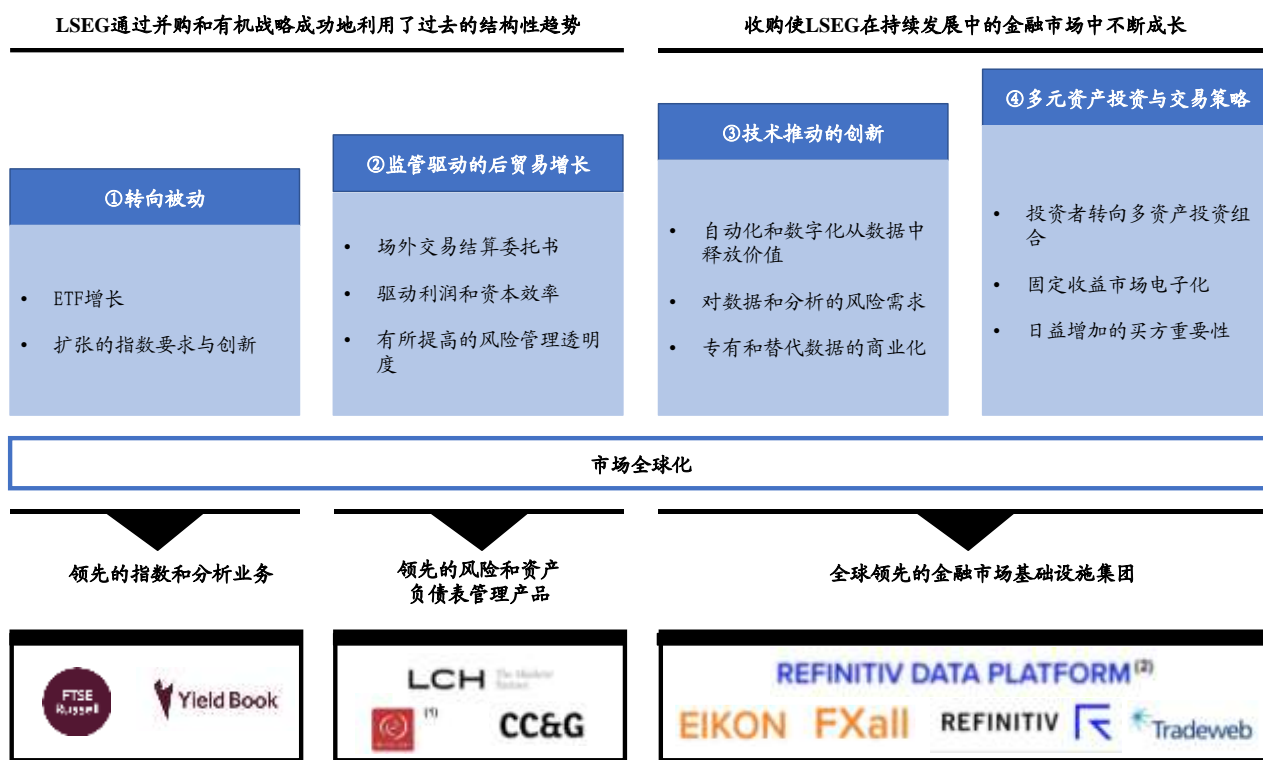 LSEG通过并购和有机战略成功地利用了过去的结构性趋势
收购使LSEG在持续发展中的金融市场中不断成长
①转向被动
• ETF增长
• 扩张的指数要求与创新
②监管驱动的后贸易增长
• 场外交易结算委托书
• 驱动利润和资本效率
• 有所提高的风险管理透明
度
③技术推动的创新
• 自动化和数字化从数据中
释放价值
• 对数据和分析的风险需求
• 专有和替代数据的商业化
④多元资产投资与交易策略
• 投资者转向多资产投资组
合
• 固定收益市场电子化
• 日益增加的买方重要性
市场全球化
领先的指数和分析业务
领先的风险和资产
负债表管理产品
全球领先的金融市场基础设施集团
FTSE
Russell
Yield Book
LCH The Markets'
Partner
(1)
CC&G
REFINITIV DATA PLATFORM(2)
EIKON FXall REFINITIV Tradeweb